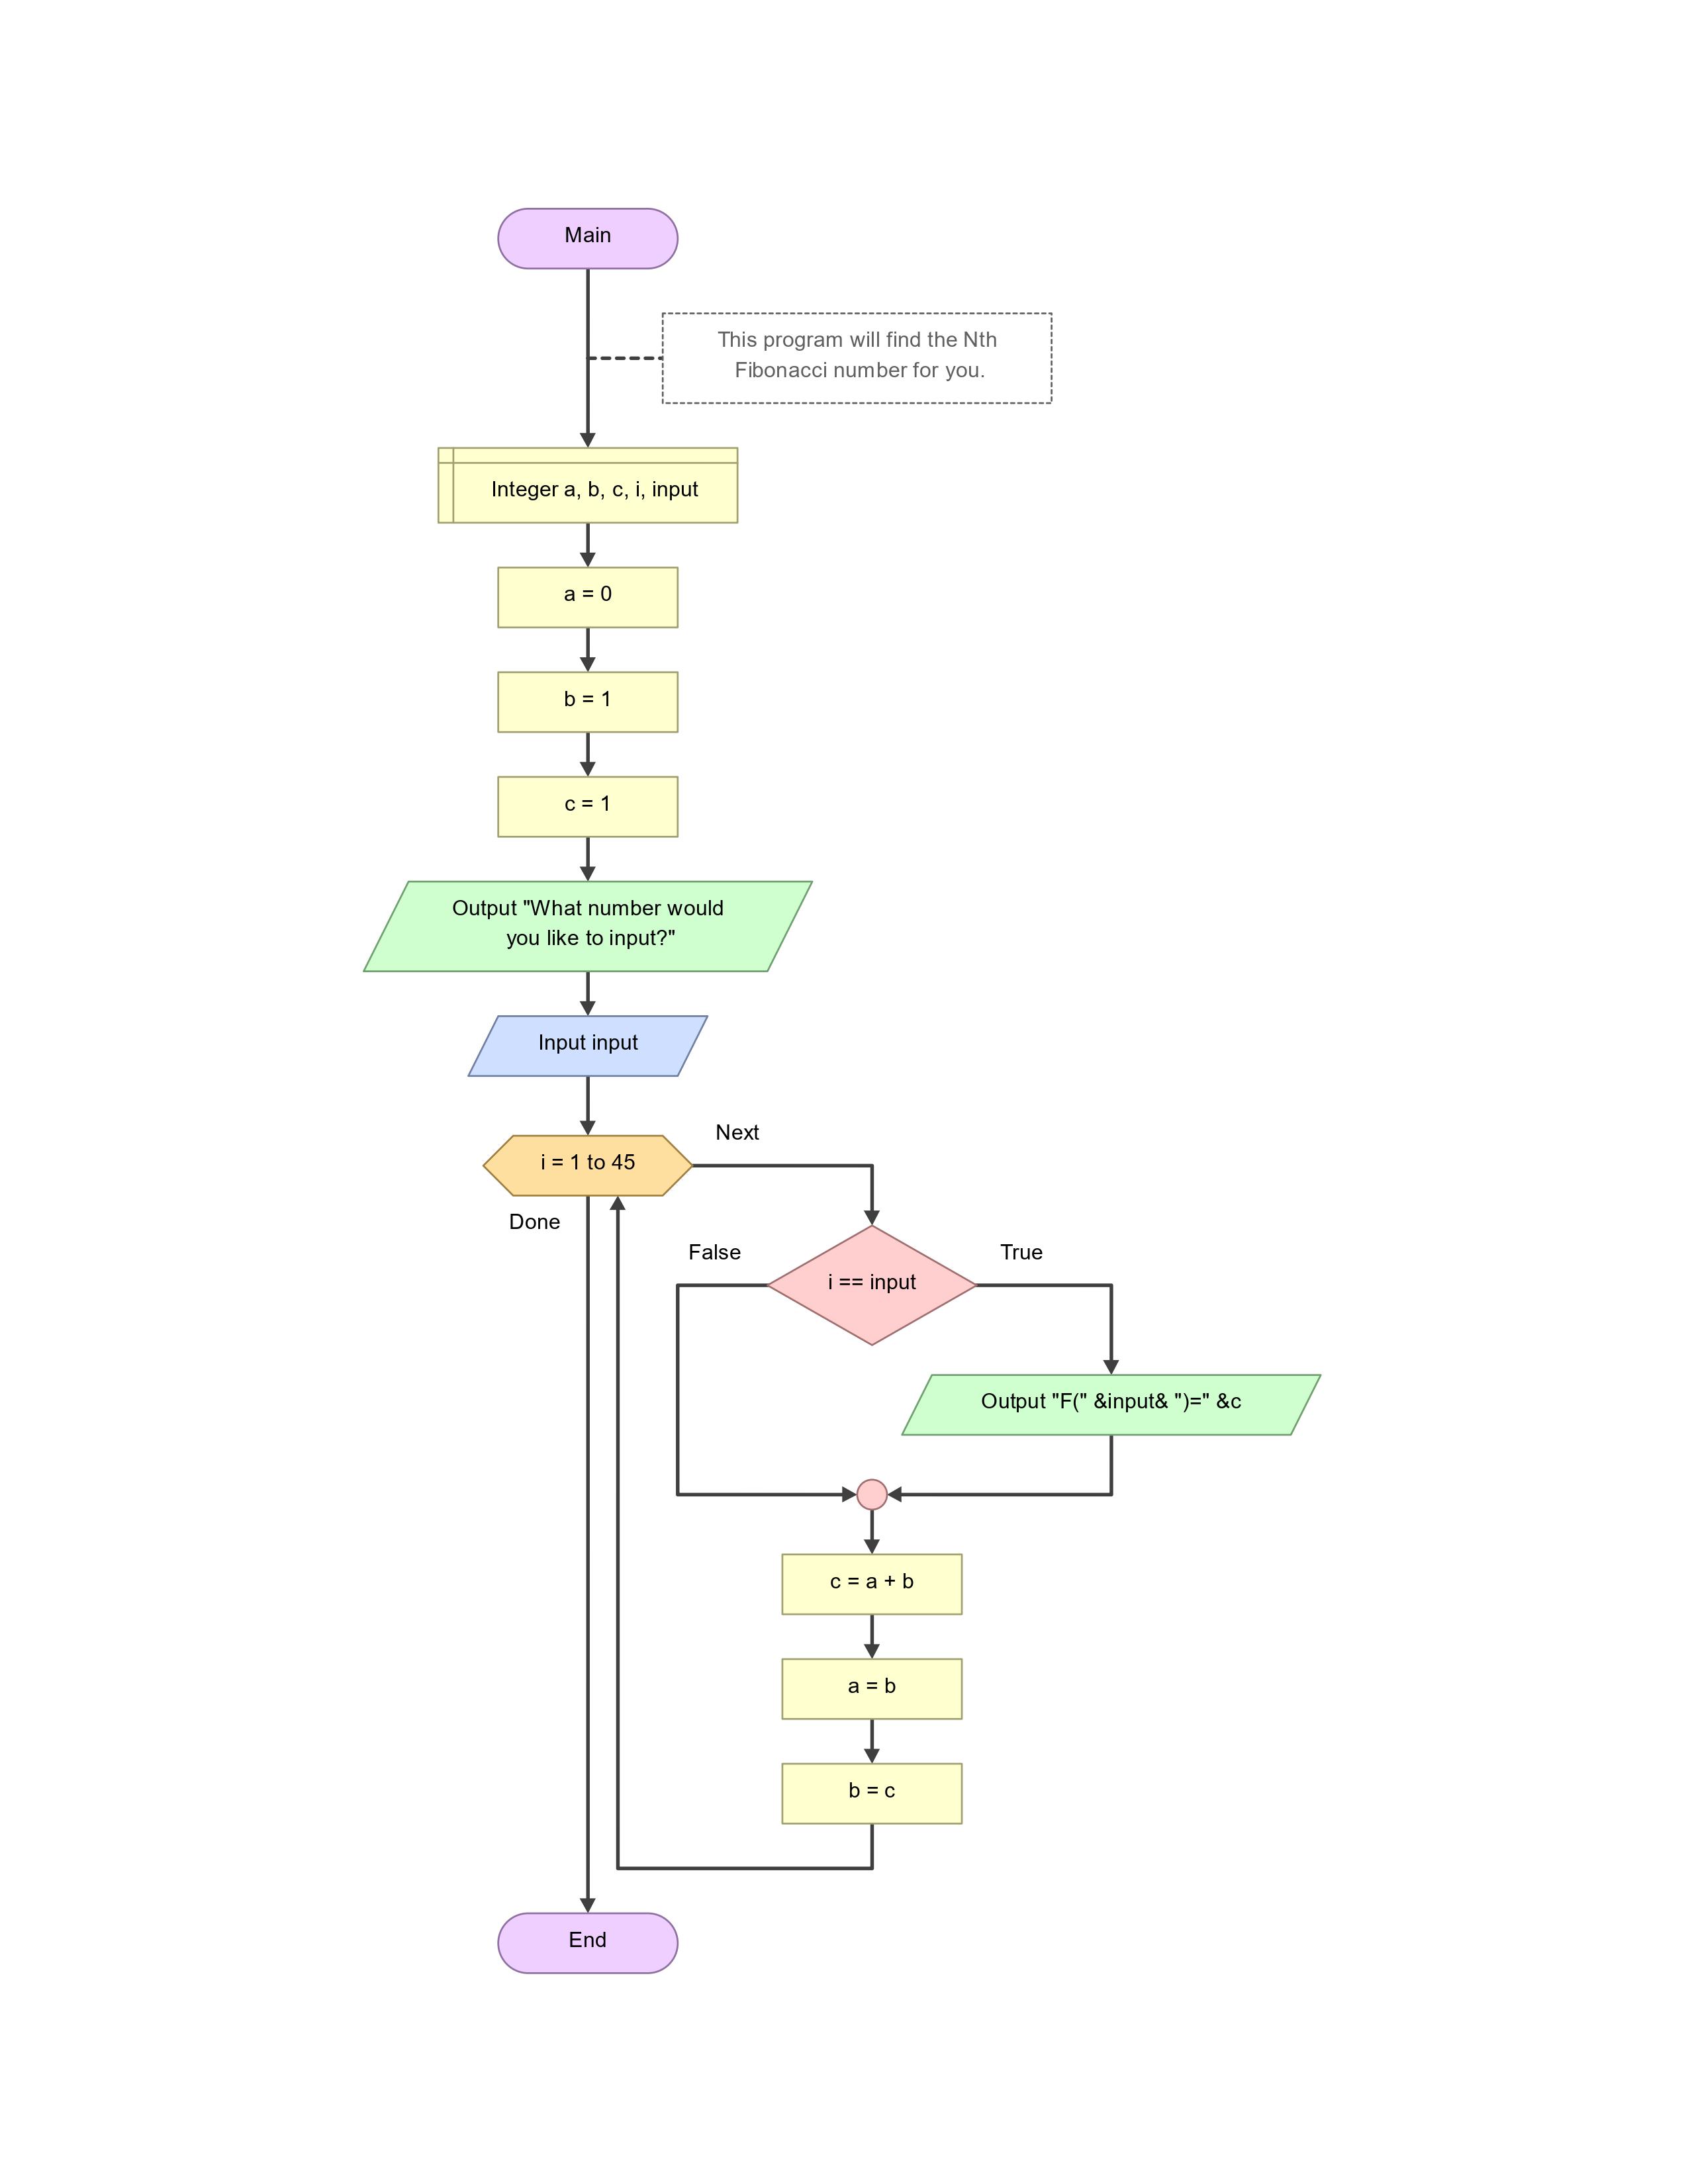 Main
This program will find the Nth
Fibonacci number for you.
Integer a, b, c, i, input
a = 0
b = 1
c = 1
Output "What number would
you like to input?"
Input input
i = 1 to 45
Next
Done
False
i == input
True
Output "F(" &input& ")=" &c
c = a + b
a = b
b = c
End